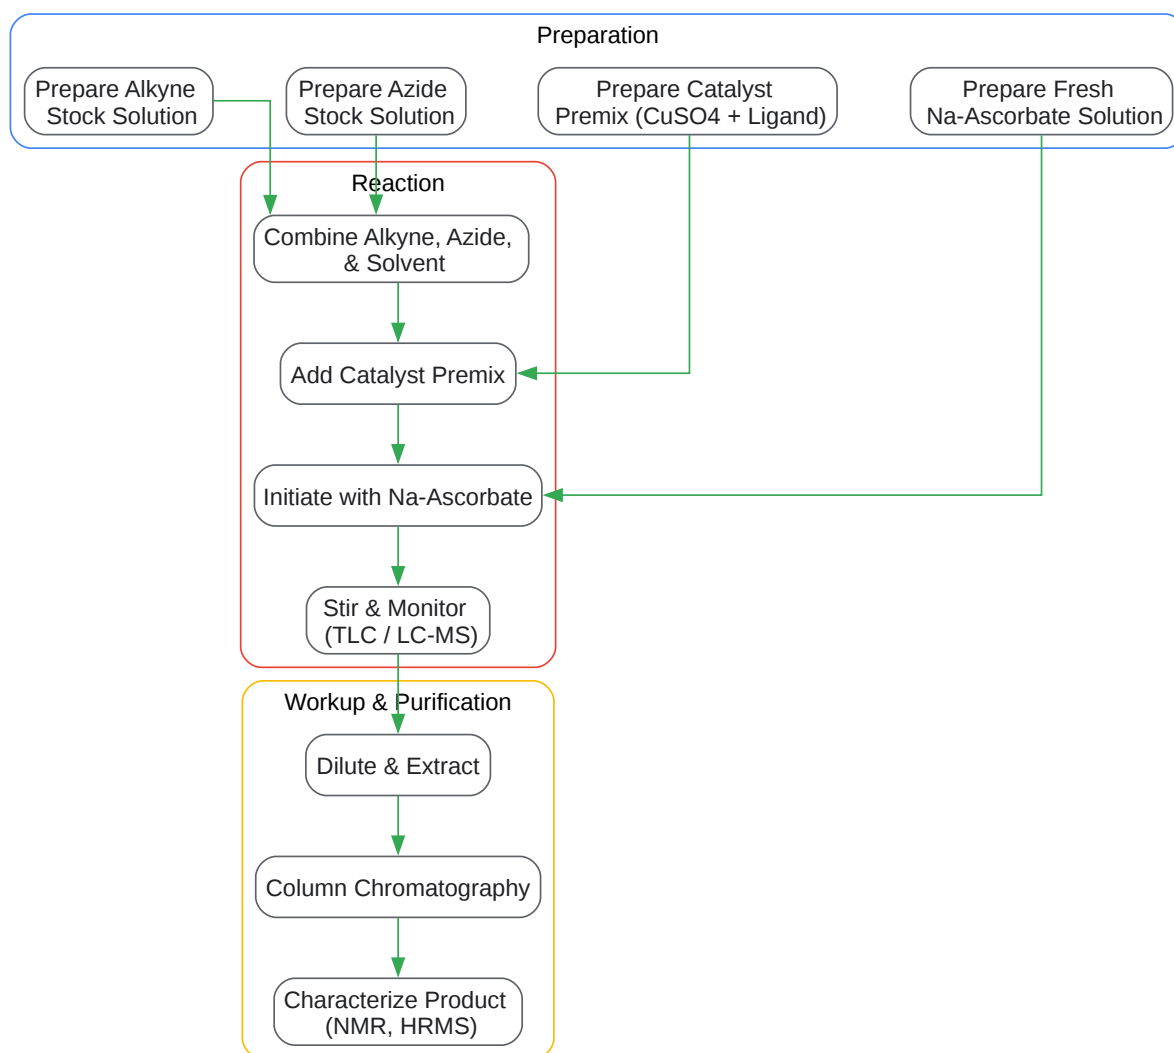 Preparation
Prepare Alkyne
Stock Solution
Prepare Azide
Stock Solution
Prepare Catalyst
Premix (CuSO4 + Ligand)
Prepare Fresh
Na-Ascorbate Solution
Reaction
Combine Alkyne, Azide,
& Solvent
Add Catalyst Premix
Initiate with Na-Ascorbate
Stir & Monitor
(TLC / LC-MS)
Workup & Purification
Dilute & Extract
Column Chromatography
Characterize Product
(NMR, HRMS)